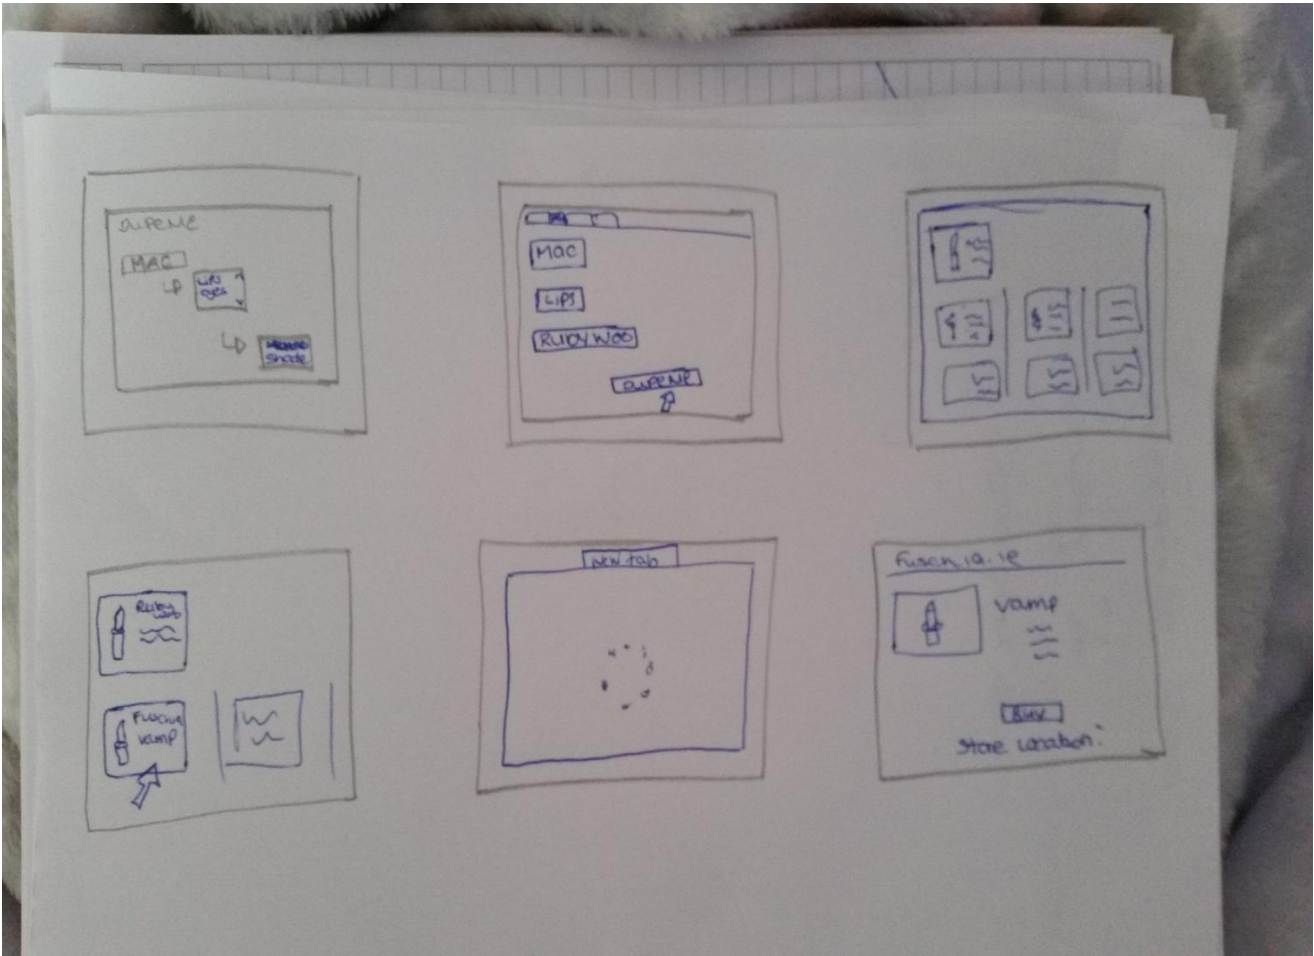 DUPEME
MAC
shade
MAC
LIPS
RUBY WOO
DUPEME
Ruby
woo
Fuschia
vamp
New tab
Fuschia.ie
vamp
Store location: